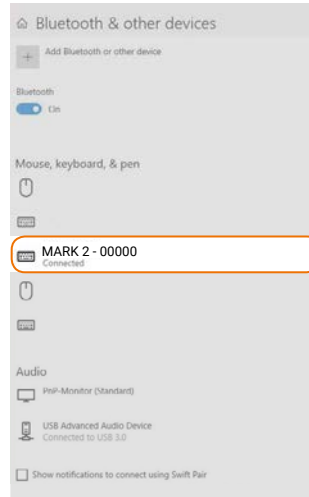 Bluetooth & other devices
Add Bluetooth or other device
Bluetooth
On
Mouse, keyboard, & pen
MARK 2 - 00000
Connected
Audio
PnP-Monitor (Standard)
USB Advanced Audio Device
Connected to USB 3.0
Show notifications to connect using Swift Pair